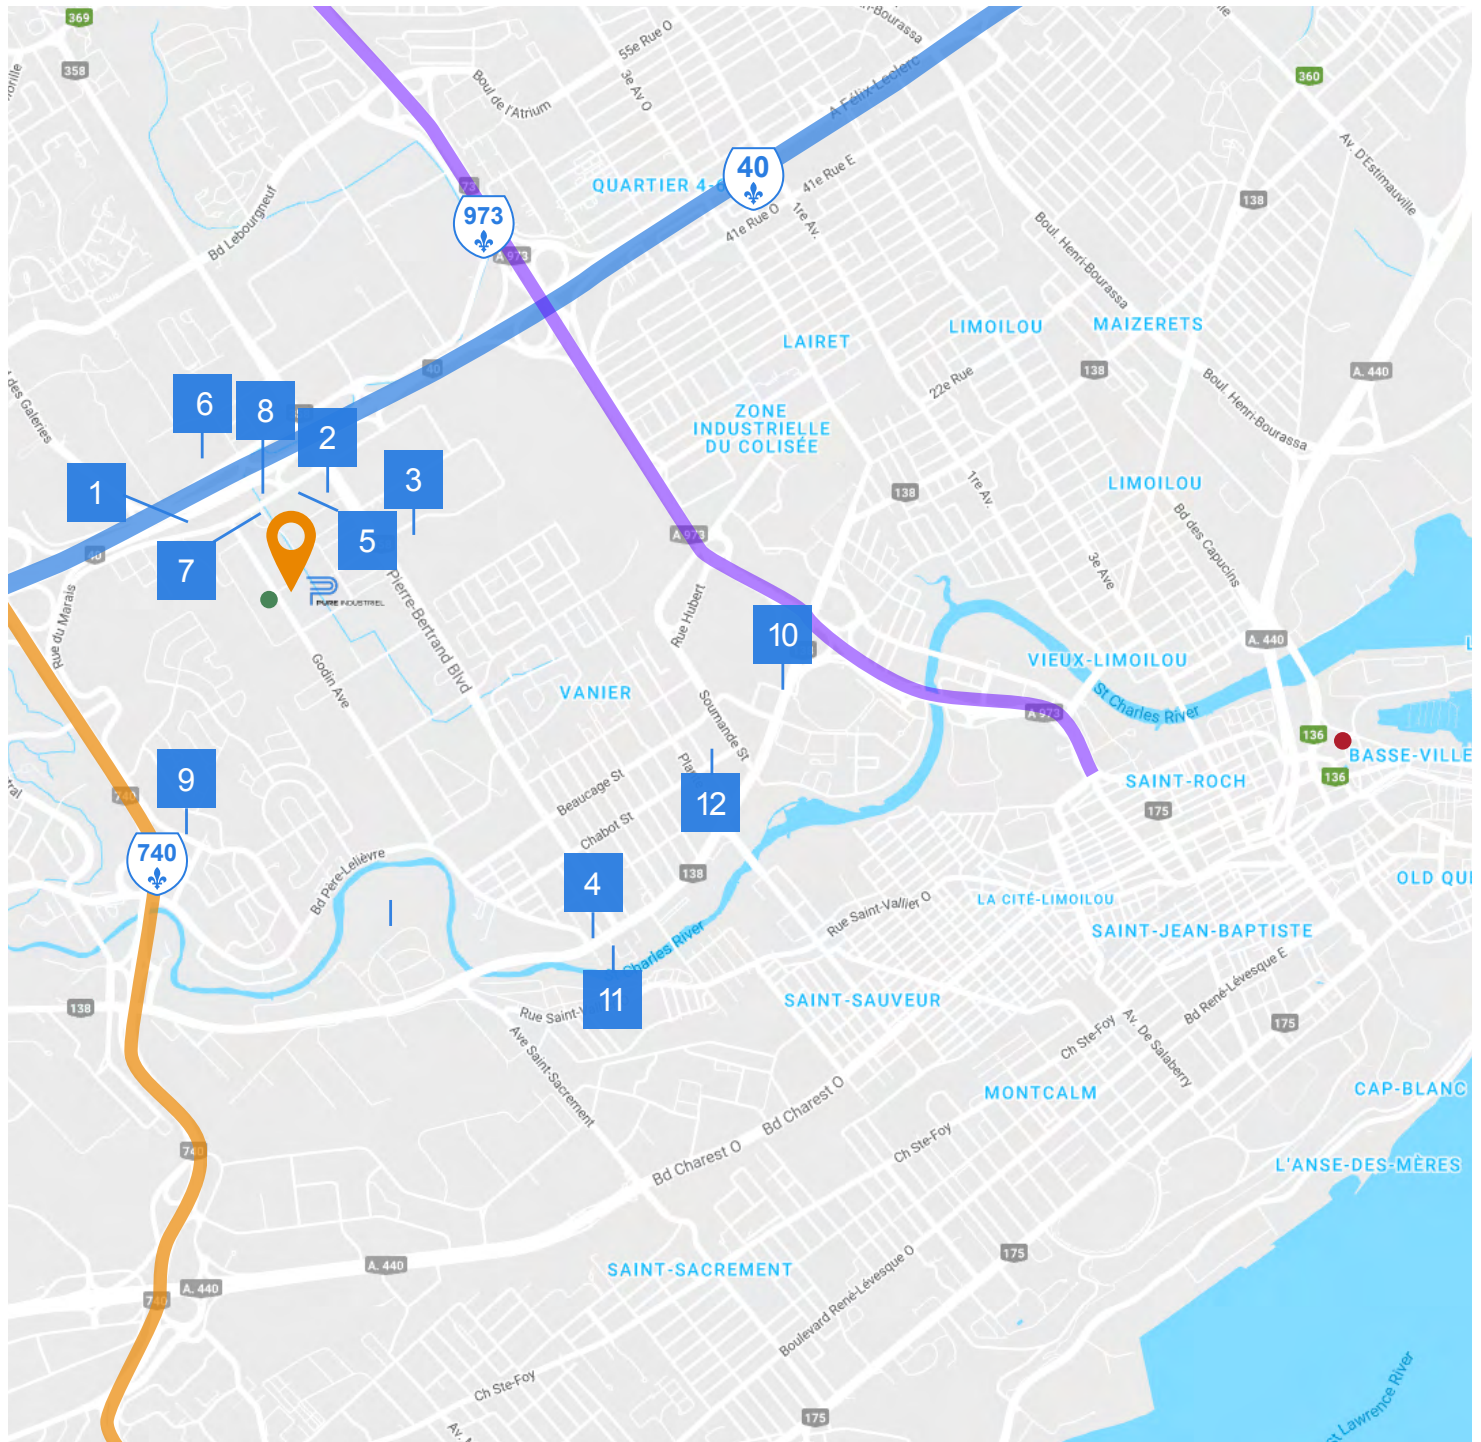 369
55e Rue O
358
3e Av O
Boul de l'Atrium
A Félix-Leclerc
360
40
QUARTIER 4-
41e Rue E
Av. D'Estimauville
138
973
A 973
41e Rue O
1re Av.
Bd Lebourgneuf
Boul. Henri-Bourassa
LAIRET
LIMOILOU
MAIZERETS
40
138
A. 440
22e Rue
Boul. Henri-Bourassa
6
8
2
ZONE
INDUSTRIELLE
DU COLISÉE
1
3
138
1re Av.
LIMOILOU
Bd des Capucins
5
7
40
A 973
3e Ave
PURE INDUSTRIEL
Pierre-Bertrand Blvd
Rue du Marais
Rue Hubert
10
A. 440
VIEUX-LIMOILOU
Godin Ave
VANIER
Soumande St
St Charles River
A 973
136
BASSE-VILLE
136
9
740
Beaucage St
12
SAINT-ROCH
175
Chabot St
740
Bd Père-Lelièvre
4
138
LA CITÉ-LIMOILOU
Rue Saint-Vallier O
SAINT-JEAN-BAPTISTE
Charles River
11
138
SAINT-SAUVEUR
Bd René-Lévesque E
175
Ave Saint-Sacrement
Ch Ste-Foy
Av. De Salaberry
MONTCALM
CAP-BLANC
Bd Charest O
740
Bd Charest O
Ch Ste-Foy
L'ANSE-DES-MÈRES
A. 440
A. 440
740
SAINT-SACREMENT
175
Boulevard René-Lévesque O
Ch Ste-Foy
175
Lawrence River